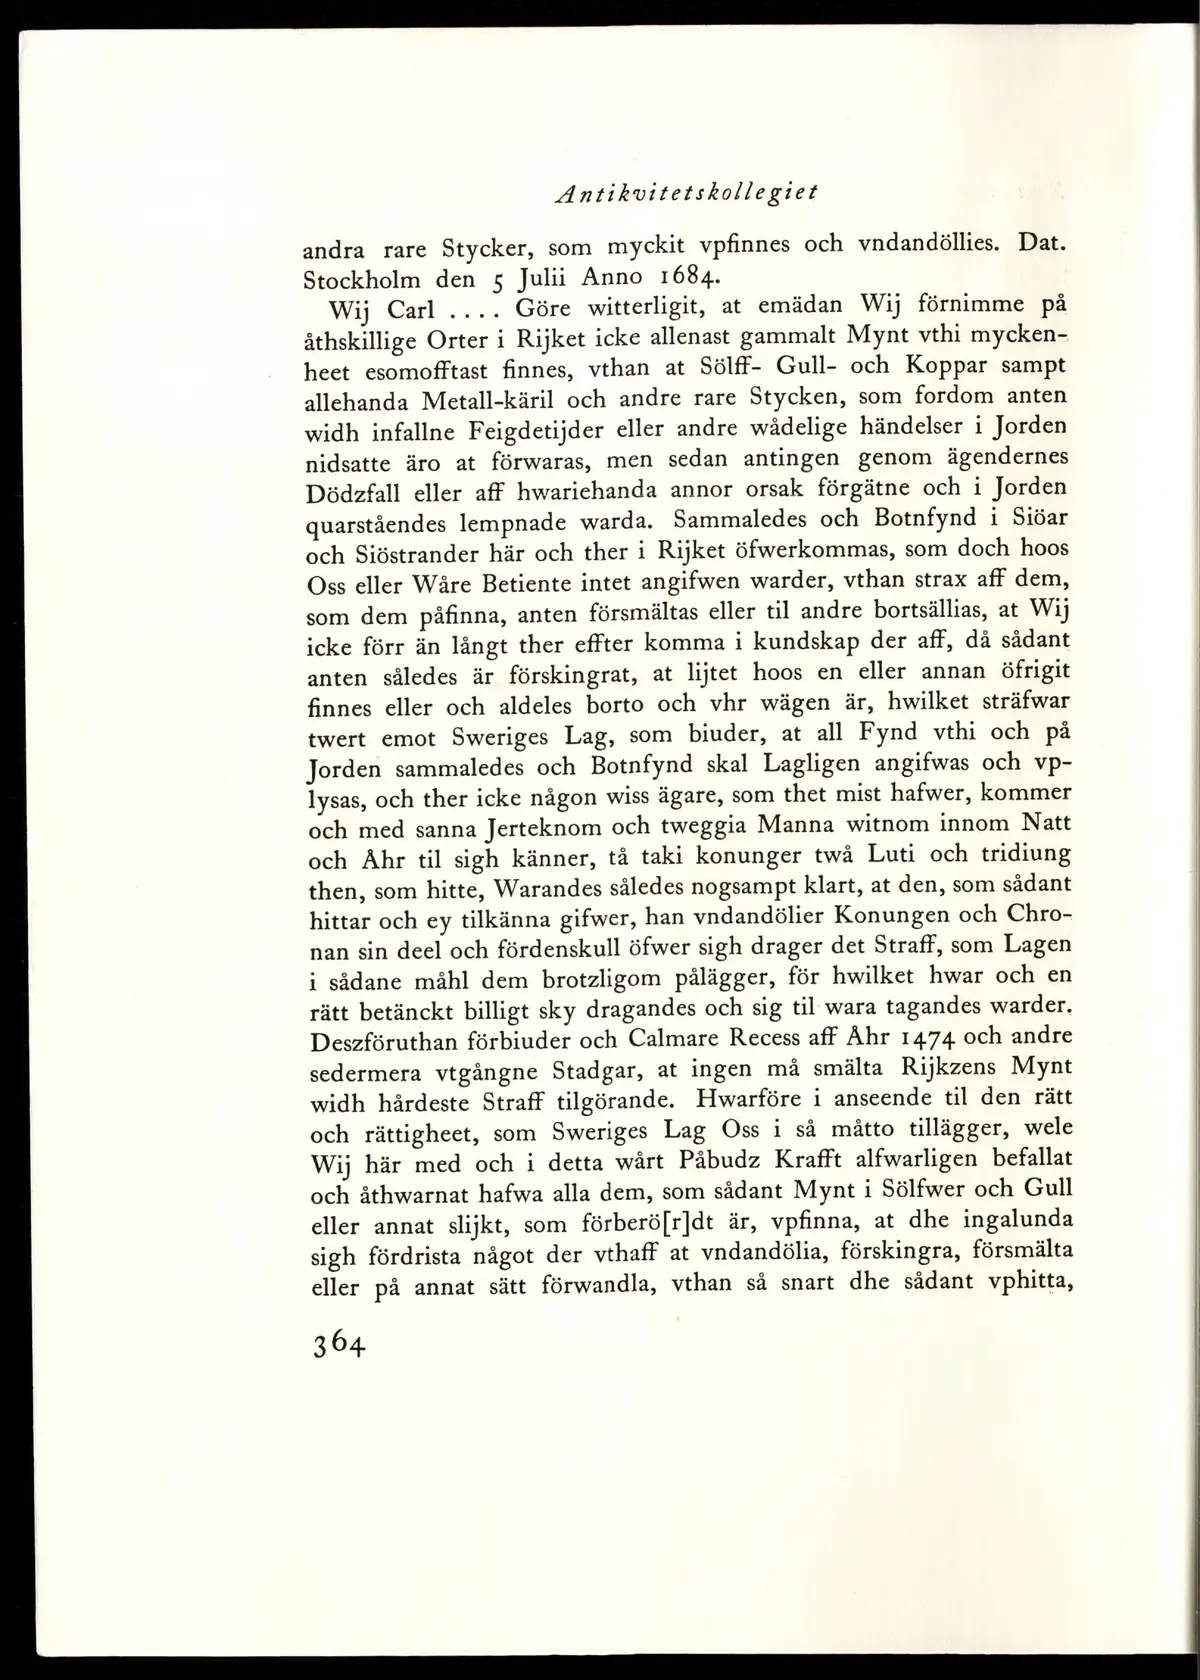 Antikvitetskollegiet
andra rare Stycker, som myckit vpfinnes och vndandöllies. Dat.
Stockholm den 5 Julii Anno 1684.
Wij Carl .... Göre witterligit, at emädan Wij förnimme på
åthskillige Orter i Rijket icke allenast gammalt Mynt vthi mycken-
heet esomofftast finnes, vthan at Sölff- Gull- och Koppar sampt
allehanda Metall-käril och andre rare Stycken, som fordom anten
widh infallne Feigdetijder eller andre wådelige händelser i Jorden
nidsatte äro at förwaras, men sedan antingen genom ägendernes
Dödzfall eller aff hwariehanda annor orsak förgätne och i Jorden
quarståendes lempnade warda. Sammaledes och Botnfynd i Siöar
och Siöstrander här och ther i Rijket öfwerkommas, som doch hoos
Oss eller Wåre Betiente intet angifwen warder, vthan strax aff dem,
som dem påfinna, anten försmältas eller til andre bortsällias, at Wij
icke förr än långt ther effter komma i kundskap der aff, då sådant
anten således är förskingrat, at lijtet hoos en eller annan öfrigit
finnes eller och aldeles borto och vhr wägen är, hwilket sträfwar
twert emot Sweriges Lag, som biuder, at all Fynd vthi och på
Jorden sammaledes och Botnfynd skal Lagligen angifwas och vp-
lysas, och ther icke någon wiss ägare, som thet mist hafwer, kommer
och med sanna Jerteknom och tweggia Manna witnom innom Natt
och Åhr til sigh känner, tå taki konunger twå Luti och tridiung
then, som hitte, Warandes således nogsampt klart, at den, som sådant
hittar och ey tilkänna gifwer, han vndandölier Konungen och Chro-
nan sin deel och fördenskull öfwer sigh drager det Straff, som Lagen
i sådane måhl dem brotzligom pålägger, för hwilket hwar och en
rätt betänckt billigt sky dragandes och sig til wara tagandes warder.
Deszföruthan förbiuder och Calmare Recess aff Åhr 1474 och andre
sedermera vtgångne Stadgar, at ingen må smälta Rijkzens Mynt
widh hårdeste Straff tilgörande. Hwarföre i anseende til den rätt
och rättigheet, som Sweriges Lag Oss i så måtto tillägger, wele
Wij här med och i detta wårt Påbudz Krafft alfwarligen befallat
och åthwarnat hafwa alla dem, som sådant Mynt i Sölfwer och Gull
eller annat slijkt, som förberö[r]dt är, vpfinna, at dhe ingalunda
sigh fördrista något der vthaff at vndandölia, förskingra, försmälta
eller på annat sätt förwandla, vthan så snart dhe sådant vphitta,
364